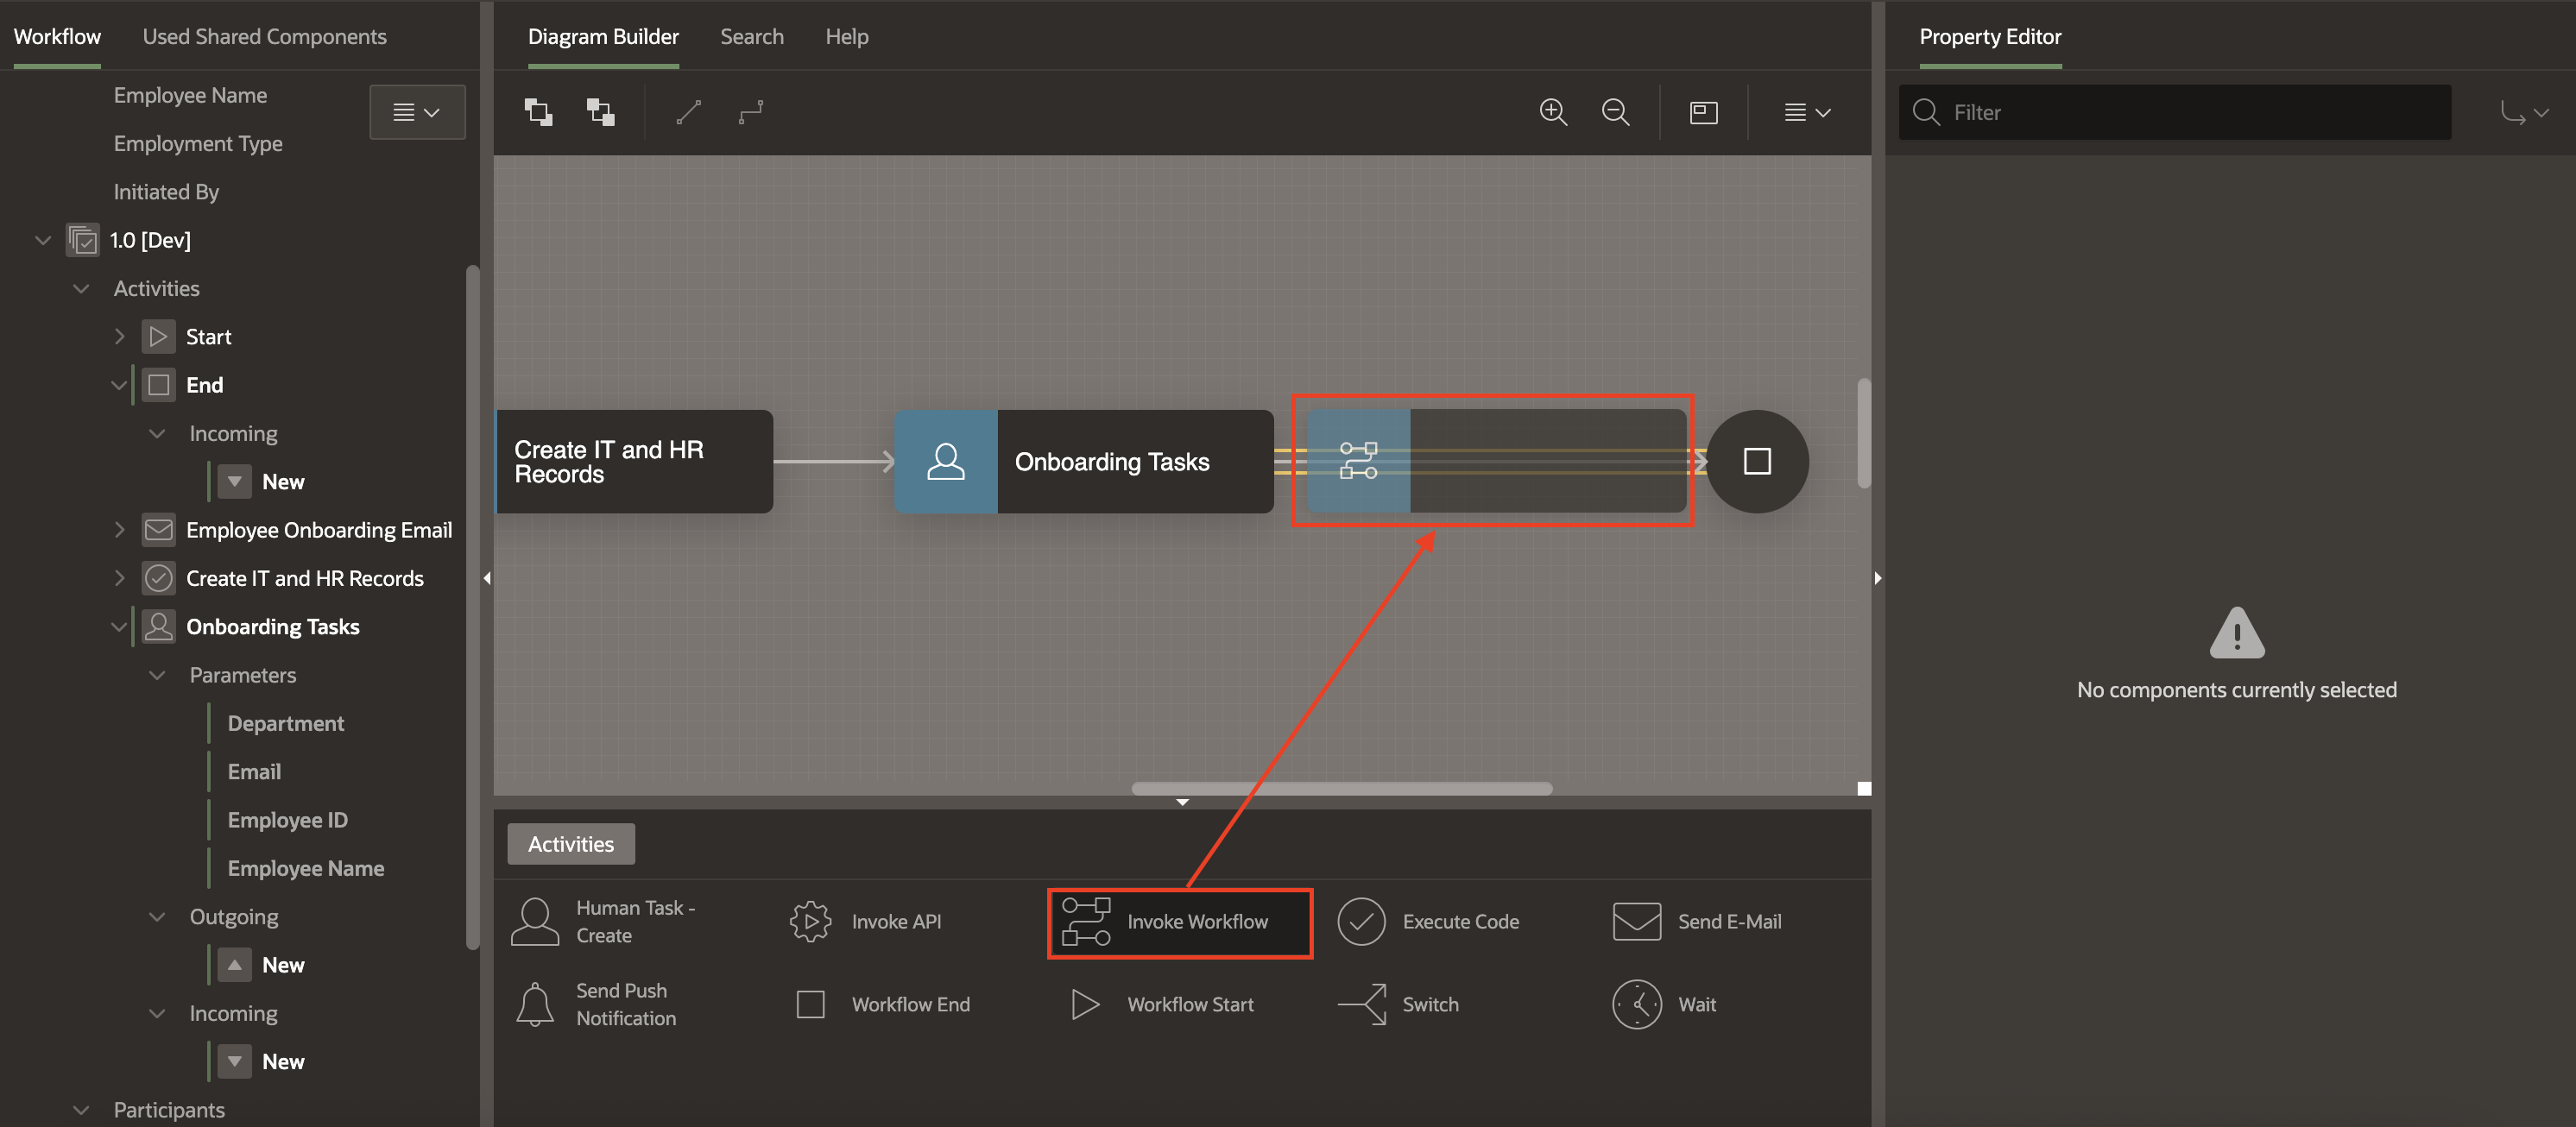 Workflow
Used Shared Components
Employee Name
Employment Type
Initiated By
1.0 [Dev]
Activities
Start
End
Incoming
New
Employee Onboarding Email
Create IT and HR Records
Onboarding Tasks
Parameters
Department
Email
Employee ID
Employee Name
Outgoing
New
Incoming
New
Participants
Diagram Builder
Search
Help
Create IT and HR
Records
Onboarding Tasks
Activities
Human Task -
Create
Invoke API
Invoke Workflow
Execute Code
Send E-Mail
Send Push
Notification
Workflow End
Workflow Start
Switch
Wait
Property Editor
Filter
No components currently selected